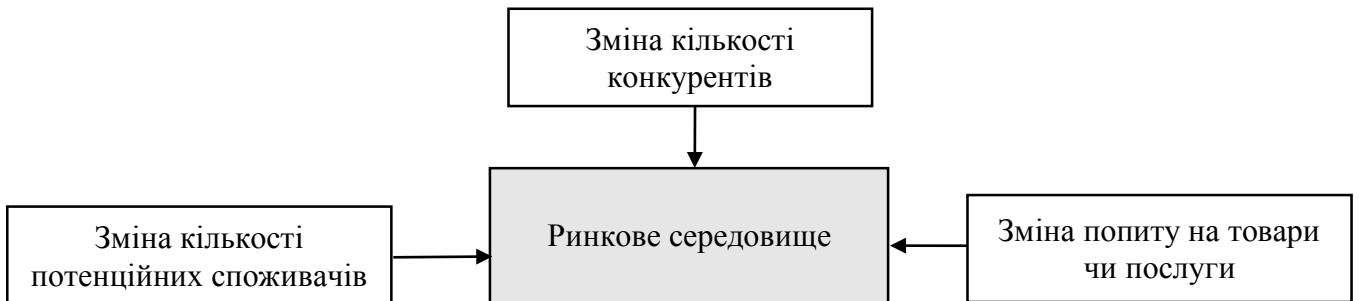 Зміна кількості
конкурентів
Зміна кількості
потенційних споживачів
Ринкове середовище
Зміна попиту на товари
чи послуги